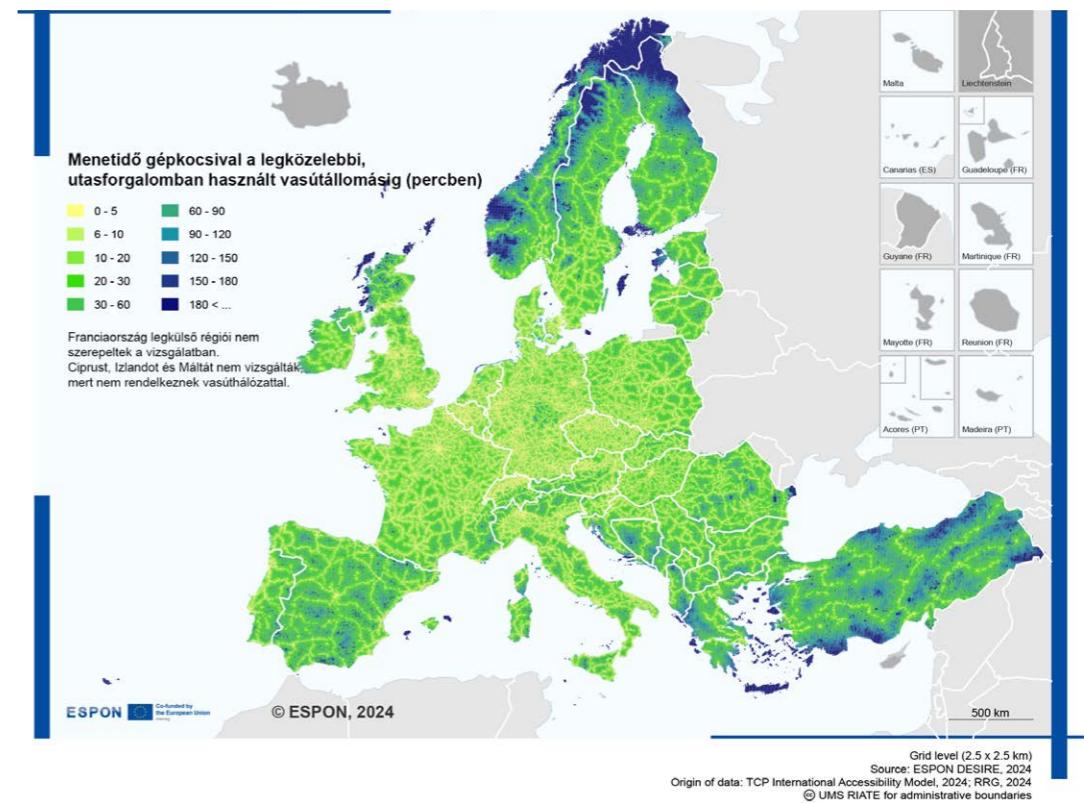 Menetidő gépkocsival a legközelebbi,
utasforgalomban használt vasútállomásig (percben)
0 - 5
6 - 10
10 - 20
20 - 30
30 - 60
60 - 90
90 - 120
120 - 150
150 - 180
180 < ...
Franciaország legkülső régiói nem
szerepeltek a vizsgálatban.
Ciprust, Izlandot és Máltát nem vizsgálták,
mert nem rendelkeznek vasúthálózattal.
Malta
Liechtenstein
Canarias (ES)
Guadeloupe (FR)
Guyane (FR)
Martinique (FR)
Mayotte (FR)
Reunion (FR)
Acores (PT)
Madeira (PT)
ESPON
Co-funded by
the European Union
© ESPON, 2024
500 km
Grid level (2.5 x 2.5 km)
Source: ESPON DESIRE, 2024
Origin of data: TCP International Accessibility Model, 2024; RRG, 2024
UMS RIATE for administrative boundaries